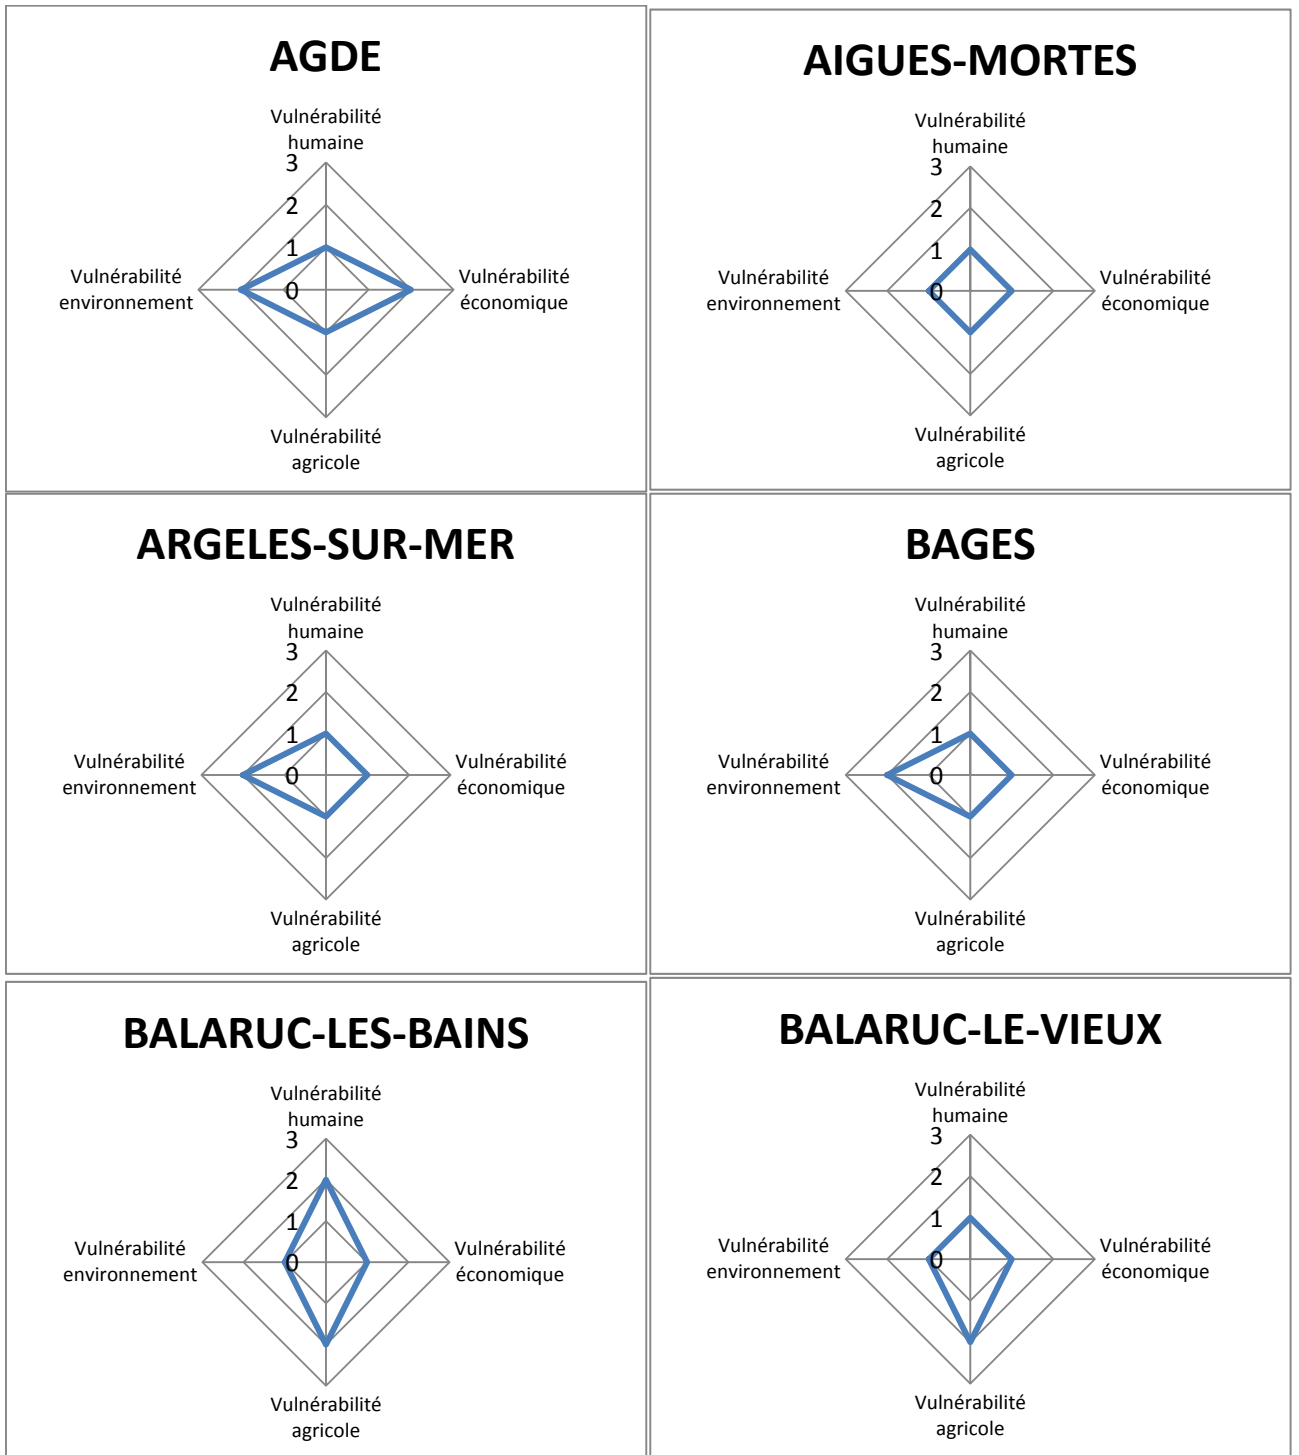 AGDE
Vulnérabilité
humaine
3
2
1
0
Vulnérabilité
environnement
Vulnérabilité
économique
Vulnérabilité
agricole
AIGUES-MORTES
Vulnérabilité
humaine
3
2
1
0
Vulnérabilité
environnement
Vulnérabilité
économique
Vulnérabilité
agricole
ARGELES-SUR-MER
Vulnérabilité
humaine
3
2
1
0
Vulnérabilité
environnement
Vulnérabilité
économique
Vulnérabilité
agricole
BAGES
Vulnérabilité
humaine
3
2
1
0
Vulnérabilité
environnement
Vulnérabilité
économique
Vulnérabilité
agricole
BALARUC-LES-BAINS
Vulnérabilité
humaine
3
2
1
0
Vulnérabilité
environnement
Vulnérabilité
économique
Vulnérabilité
agricole
BALARUC-LE-VIEUX
Vulnérabilité
humaine
3
2
1
0
Vulnérabilité
environnement
Vulnérabilité
économique
Vulnérabilité
agricole